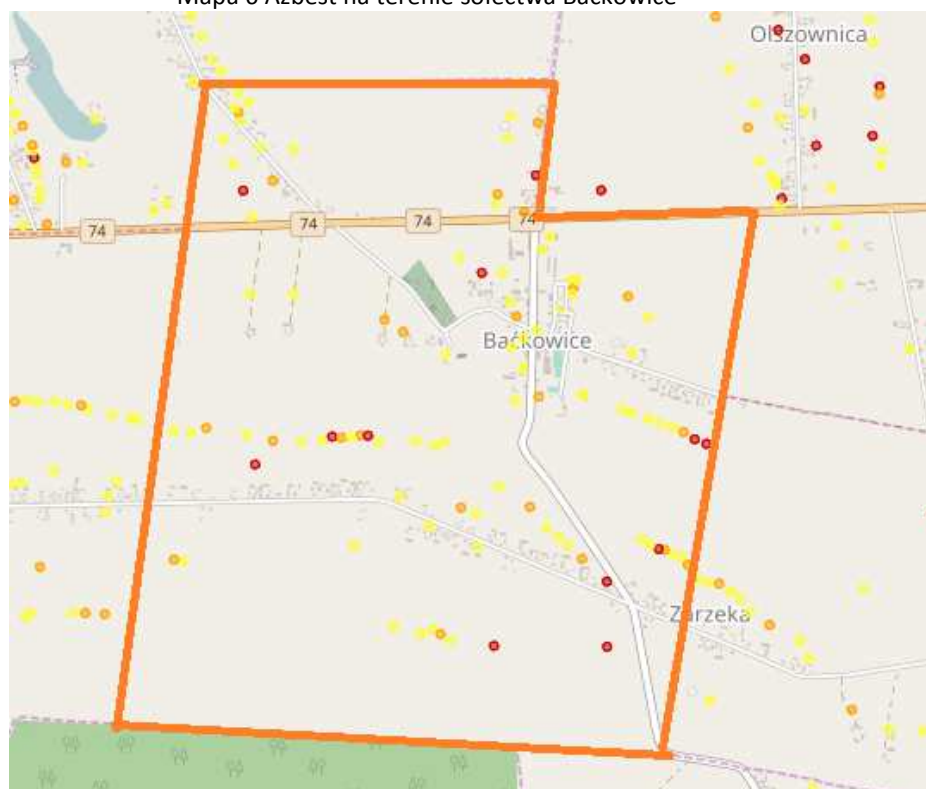 Mapa 6 Azbest na terenie sołectwa Baćkowice
Olszownica
74
74
74
74
Baćkowice
Zarzeka